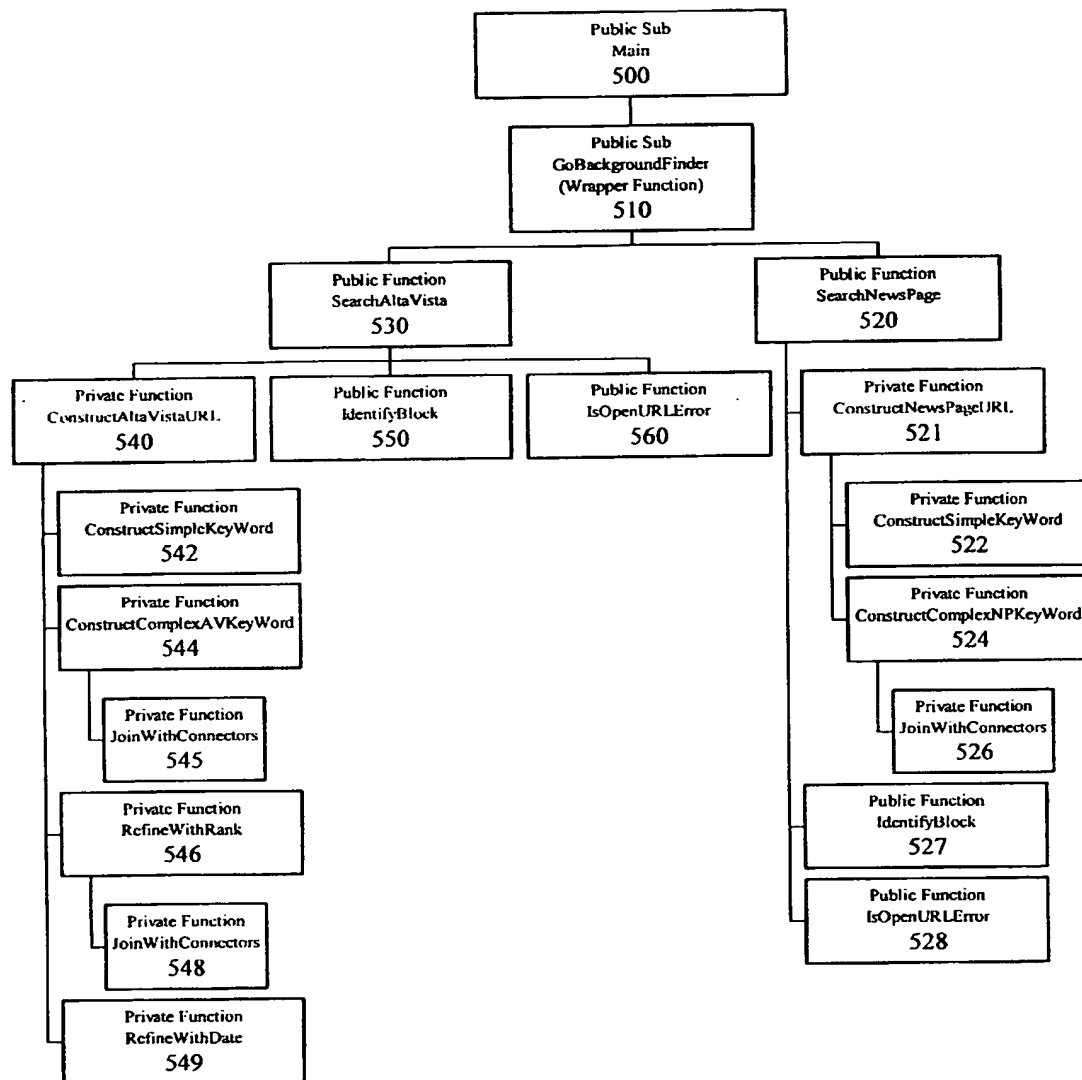 Public Sub
Main
500
Public Sub
GoBackgroundFinder
(Wrapper Function)
510
Public Function
SearchAltaVista
530
Public Function
SearchNewsPage
520
Private Function
ConstructAltaVistaURL
540
Public Function
IdentifyBlock
550
Public Function
IsOpenURLError
560
Private Function
ConstructNewsPageURL
521
Private Function
ConstructSimpleKeyWord
542
Private Function
ConstructComplexAVKeyWord
544
Private Function
JoinWithConnectors
545
Private Function
RefineWithRank
546
Private Function
JoinWithConnectors
548
Private Function
RefineWithDate
549
Private Function
ConstructSimpleKeyWord
522
Private Function
ConstructComplexNPKeyWord
524
Private Function
JoinWithConnectors
526
Public Function
IdentifyBlock
527
Public Function
IsOpenURLError
528